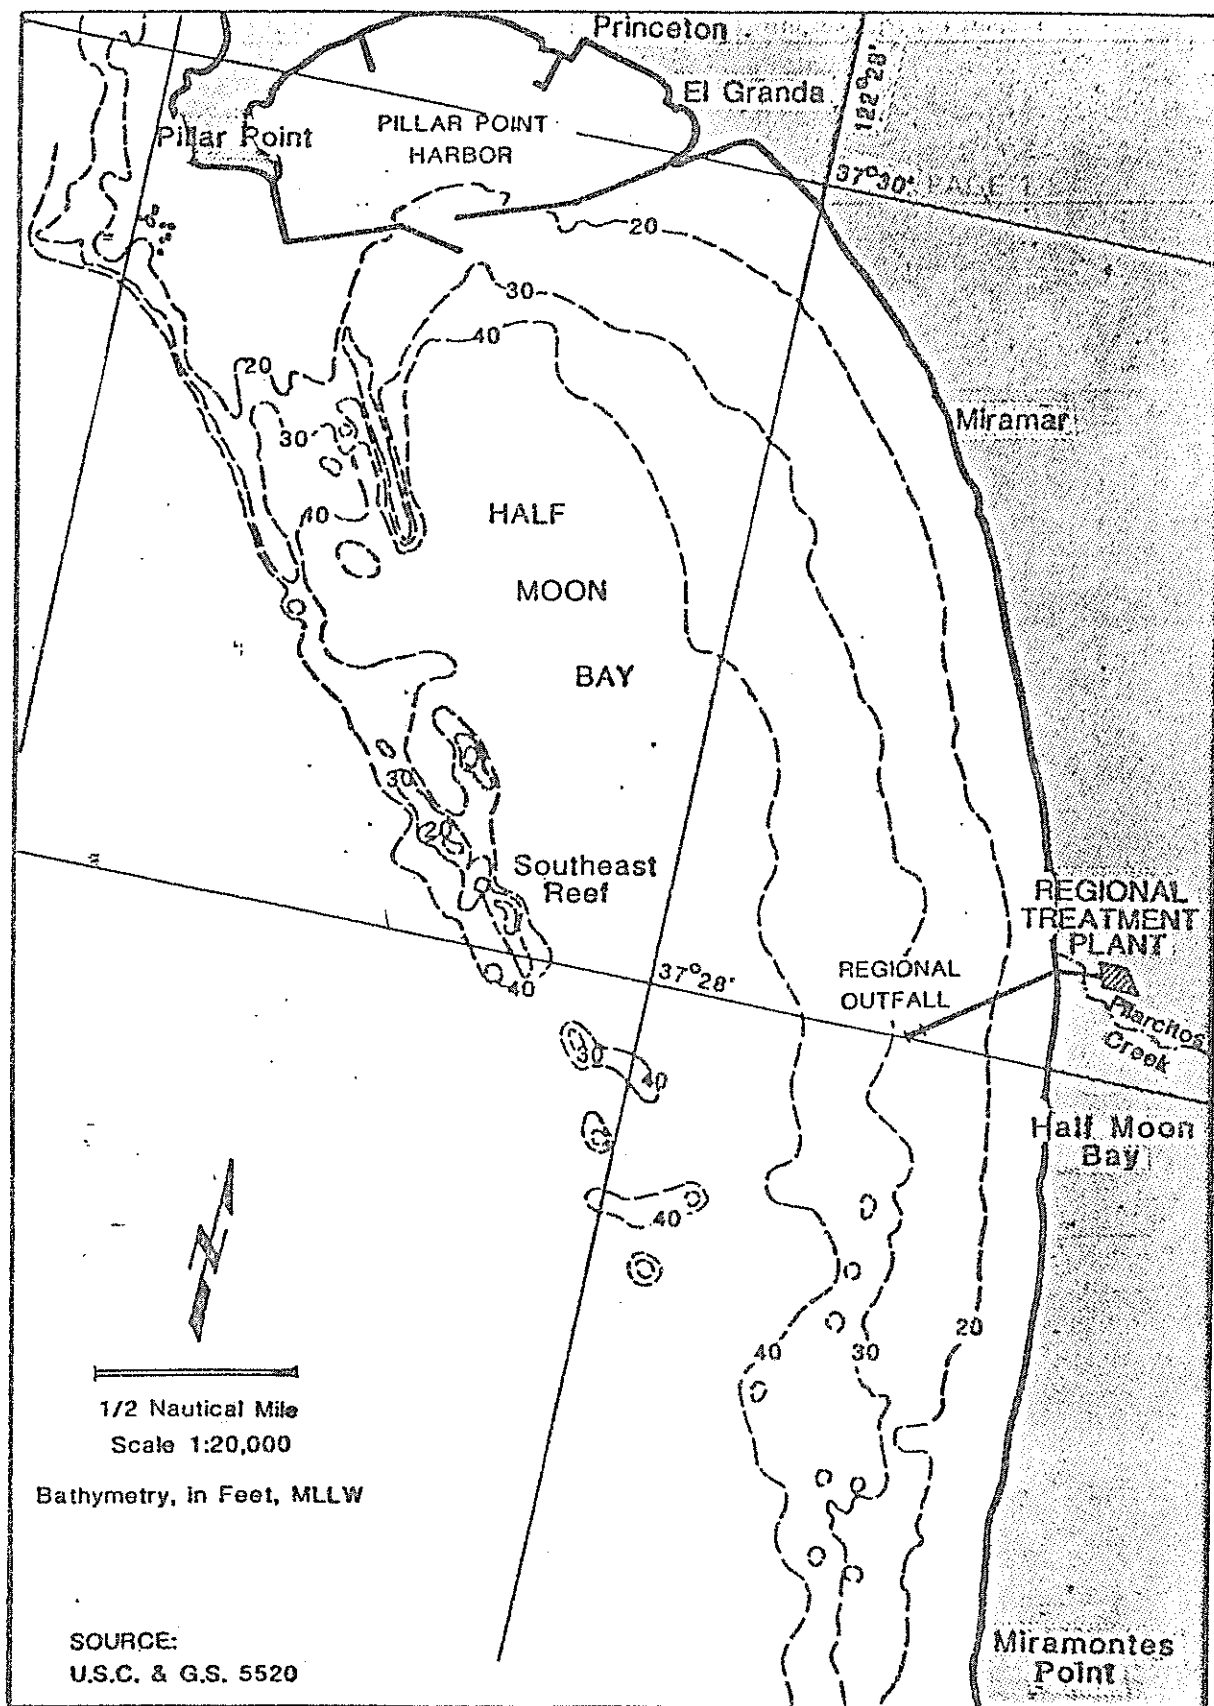 Princeton
El Granda
Pillar Point
PILLAR POINT
HARBOR
122°28'
37°30'
PAGE 1
20
30
40
20
30
40
Miramar
HALF
MOON
BAY
30
20
Southeast
Reef
40
37°28'
REGIONAL
TREATMENT
PLANT
REGIONAL
OUTFALL
Pilarcitos
Creek
30
40
Half Moon
Bay
40
20
40
30
1/2 Nautical Mile
Scale 1:20,000
Bathymetry, in Feet, MLLW
SOURCE:
U.S.C. & G.S. 5520
Miramontes
Point
N